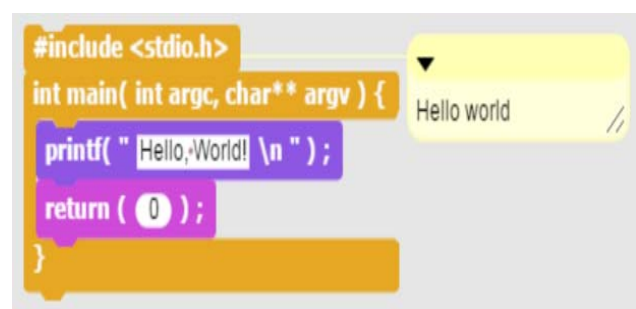 #include <stdio.h>
int main( int argc, char** argv ) {
printf( " Hello,·World! \n " ) ;
return ( 0 ) ;
}
Hello world